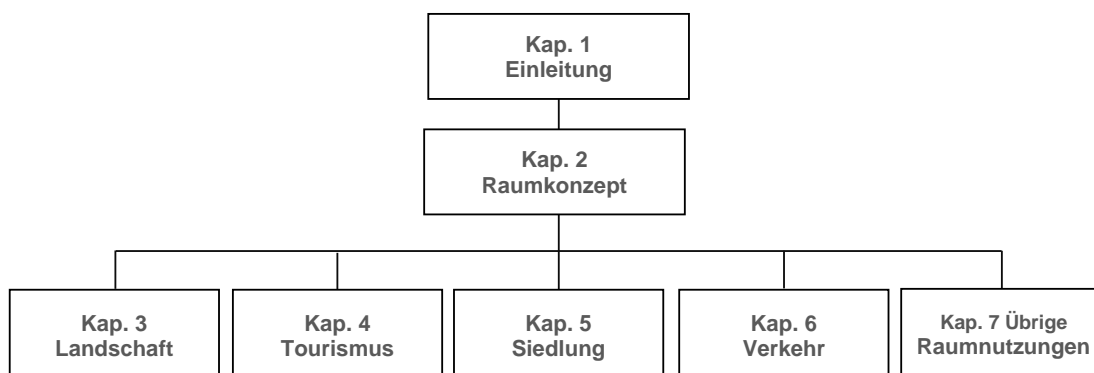 Kap. 1
Einleitung
Kap. 2
Raumkonzept
Kap. 3
Landschaft
Kap. 4
Tourismus
Kap. 5
Siedlung
Kap. 6
Verkehr
Kap. 7 Übrige
Raumnutzungen